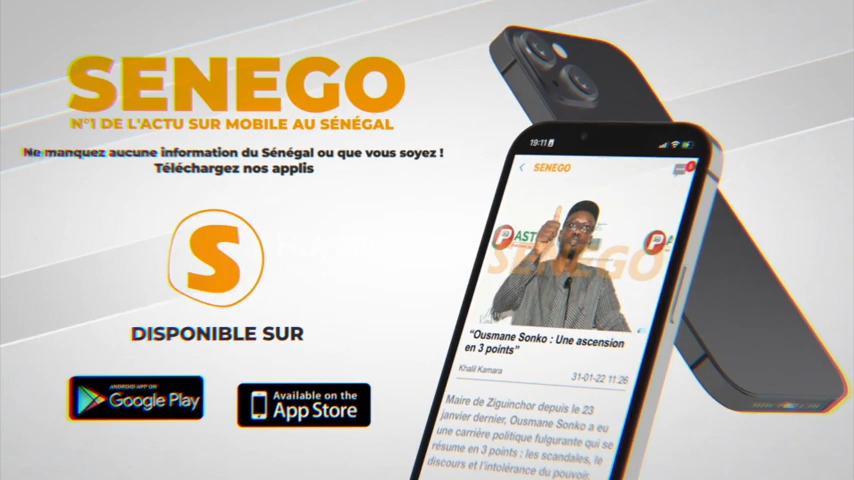 SENEGO
N°1 DE L'ACTU SUR MOBILE AU SÉNÉGAL
Ne manquez aucune information du Sénégal ou que vous soyez !
Téléchargez nos applis
S
DISPONIBLE SUR
ANDROID APP ON
Google Play
Available on the
App Store
19:11
SENEGO
PAST
SENEGO
"Ousmane Sonko : Une ascension
en 3 points"
Khalil Kamara
31-01-22 11:26
Maire de Ziguinchor depuis le 23
janvier dernier, Ousmane Sonko a eu
une carrière politique fulgurante qui se
résume en 3 points : les scandales, le
discours et l'intolérance du pouvoir.